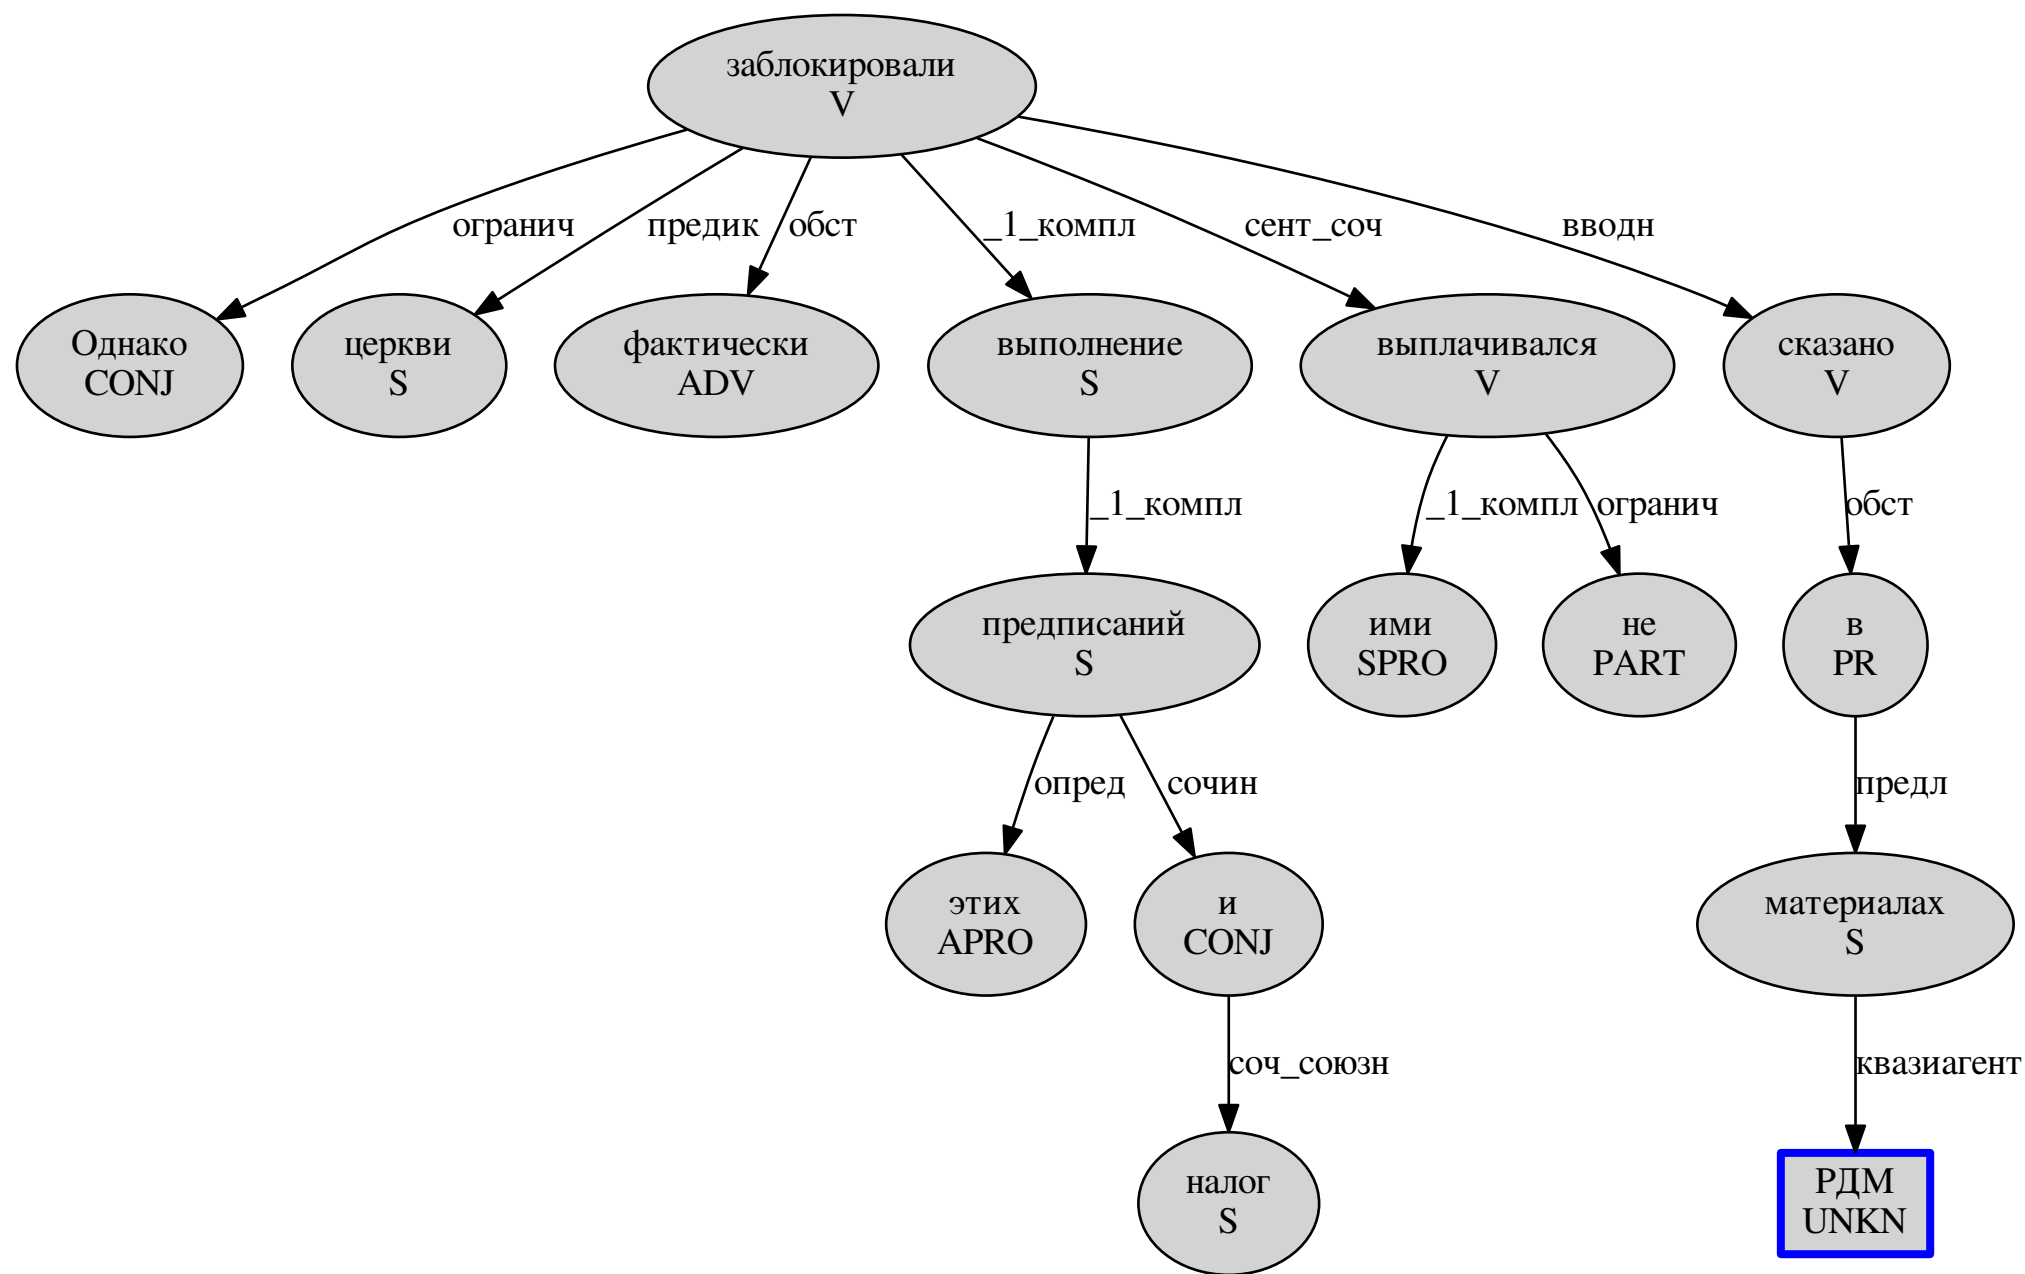 заблокировали
V
огранич
предик
обст
_1_компл
сент_соч
вводн
Однако
CONJ
церкви
S
фактически
ADV
выполнение
S
выплачивался
V
сказано
V
_1_компл
_1_компл
огранич
обст
предписаний
S
ими
SPRO
не
PART
в
PR
опред
сочин
предл
этих
APRO
и
CONJ
материалах
S
соч_союзн
квазиагент
налог
S
РДМ
UNKN